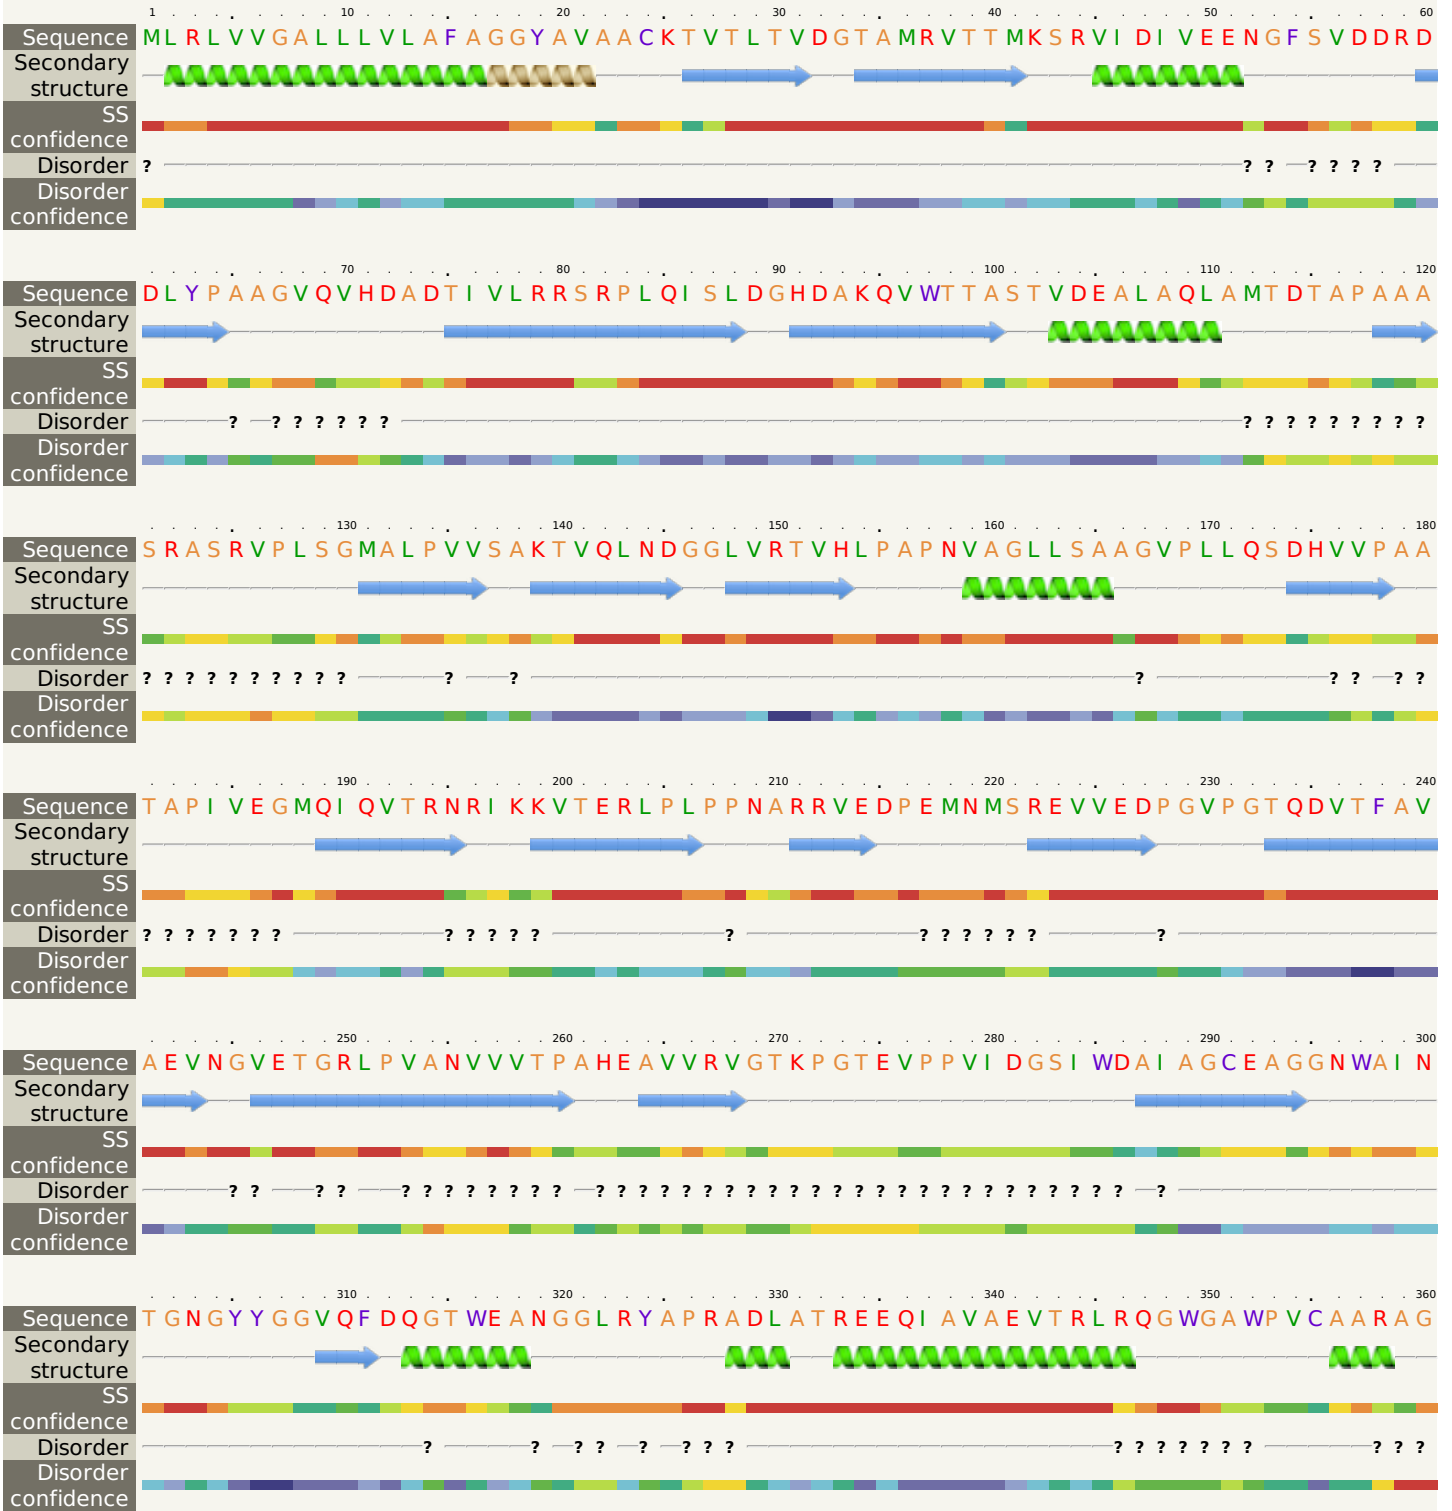 1 10 20 30 40 50 60
Sequence MLRLVVGALLLVLAFAGGYAVAACKTVTLTVDGTAMRVTTMKSRVIDIVEENGFSVDDRD
Secondary
structure
SS
confidence
Disorder ? ? ? ? ? ? ?
Disorder
confidence
70 80 90 100 110 120
Sequence DLYPAAGVQVHDADTIVLRRSRPLQISLDGHDAKQVWTTASTVDEALAQLAMTDTAPAAA
Secondary
structure
SS
confidence
Disorder ? ? ? ? ? ? ? ? ? ? ? ? ? ? ? ?
Disorder
confidence
130 140 150 160 170 180
Sequence SRASRVPLSGMALPVVSAKTVQLNDGGLVRTVHLPAPNVAGLLSAAGVPLLQSDHVVPAA
Secondary
structure
SS
confidence
Disorder ? ? ? ? ? ? ? ? ? ? ? ? ? ? ? ? ?
Disorder
confidence
190 200 210 220 230 240
Sequence TAPIVEGMQIQVTRNRIKKVTERLPLPPNARRVEDPEMNMSREVVEDPGVPGTQDVTFAV
Secondary
structure
SS
confidence
Disorder ? ? ? ? ? ? ? ? ? ? ? ? ? ? ? ? ? ? ? ?
Disorder
confidence
250 260 270 280 290 300
Sequence AEVNGVETGRLPVANVVVTPAHEAVVRVGTKPGTEVPPVIDGSIWDAIAGCEAGGNWAIN
Secondary
structure
SS
confidence
Disorder ? ? ? ? ? ? ? ? ? ? ? ? ? ? ? ? ? ? ? ? ? ? ? ? ? ? ? ? ? ? ? ? ? ? ? ? ? ?
Disorder
confidence
310 320 330 340 350 360
Sequence TGNGYYGGVQFDQGTWEANGGLRYAPRADLATREEQIAVAEVTRLRQGWGAWPVCAARAG
Secondary
structure
SS
confidence
Disorder ? ? ? ? ? ? ? ? ? ? ? ? ? ? ? ? ? ?
Disorder
confidence